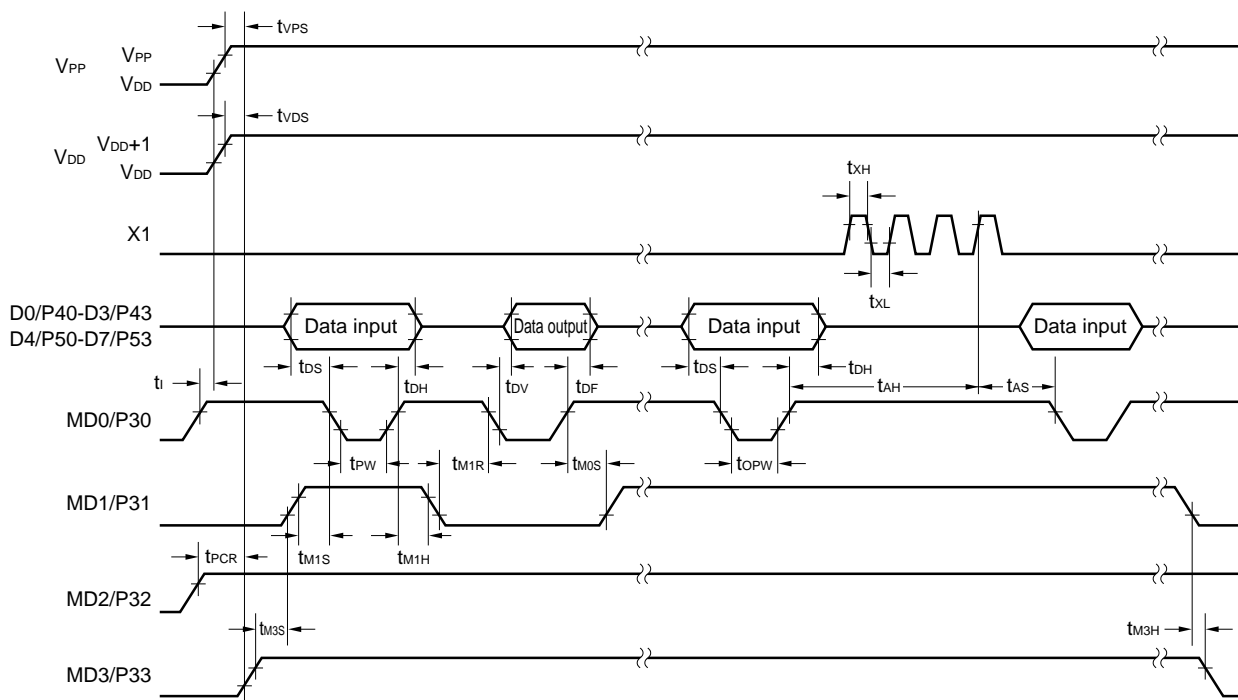 tVPS
VPP
VPP
VDD
tVDS
VDD
VDD+1
VDD
tXH
X1
tXL
D0/P40-D3/P43
D4/P50-D7/P53
Data input
Data output
Data input
Data input
tI
tDS
tDH
tDV
tDF
tDS
tDH
tAH
tAS
MD0/P30
tPW
tM1R
tM0S
tOPW
MD1/P31
tPCR
tM1S
tM1H
MD2/P32
tM3S
tM3H
MD3/P33